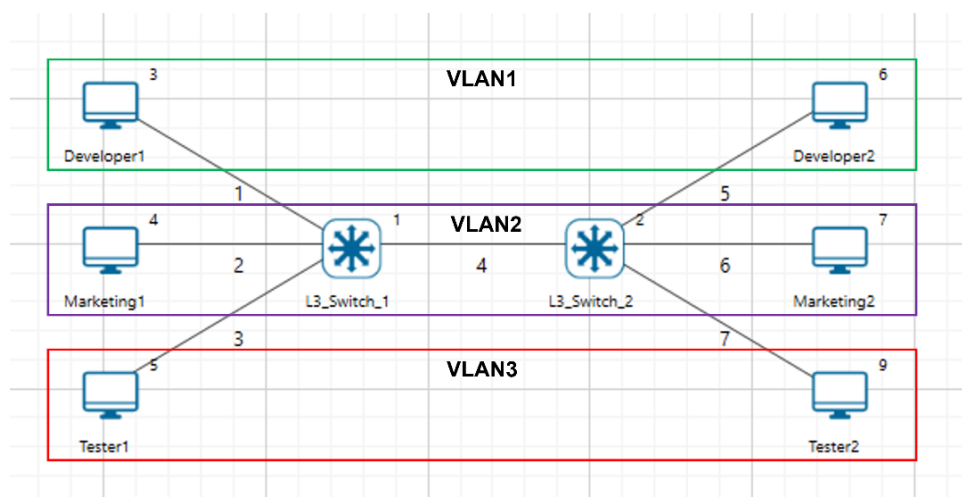 3
VLAN1
6
Developer1
Developer2
1
5
4
1
VLAN2
2
7
2
4
6
Marketing1
L3_Switch_1
L3_Switch_2
Marketing2
3
7
5
VLAN3
9
Tester1
Tester2